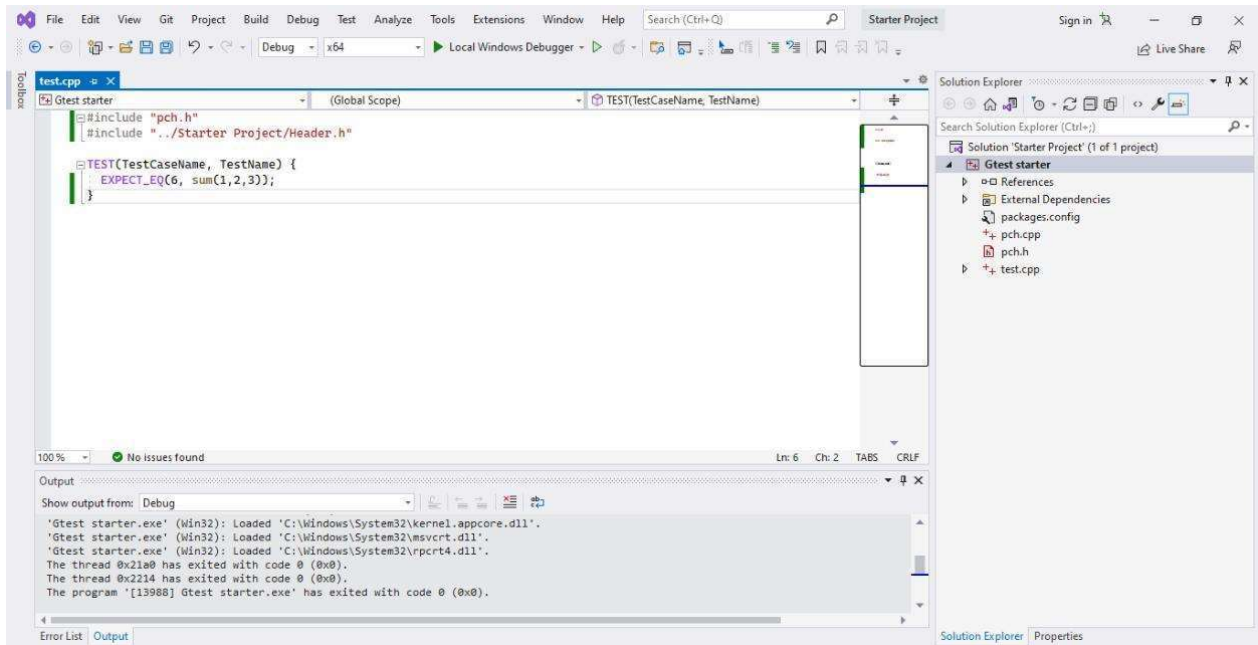 File Edit View Git Project Build Debug Test Analyze Tools Extensions Window Help Search (Ctrl+Q) Starter Project Sign in
Debug x64 Local Windows Debugger Live Share
Toolbox
test.cpp
Gtest starter (Global Scope) TEST(TestCaseName, TestName)
#include "pch.h"
#include "../Starter Project/Header.h"
TEST(TestCaseName, TestName) {
EXPECT_EQ(6, sum(1,2,3));
}
100 % No issues found Ln: 6 Ch: 2 TABS CRLF
Output
Show output from: Debug
'Gtest starter.exe' (Win32): Loaded 'C:\Windows\System32\kernel.appcore.dll'.
'Gtest starter.exe' (Win32): Loaded 'C:\Windows\System32\msvcrt.dll'.
'Gtest starter.exe' (Win32): Loaded 'C:\Windows\System32\rpcrt4.dll'.
The thread 0x21a0 has exited with code 0 (0x0).
The thread 0x2214 has exited with code 0 (0x0).
The program '[13988] Gtest starter.exe' has exited with code 0 (0x0).
Error List Output
Solution Explorer
Search Solution Explorer (Ctrl+;)
Solution 'Starter Project' (1 of 1 project)
Gtest starter
References
External Dependencies
packages.config
pch.cpp
pch.h
test.cpp
Solution Explorer Properties